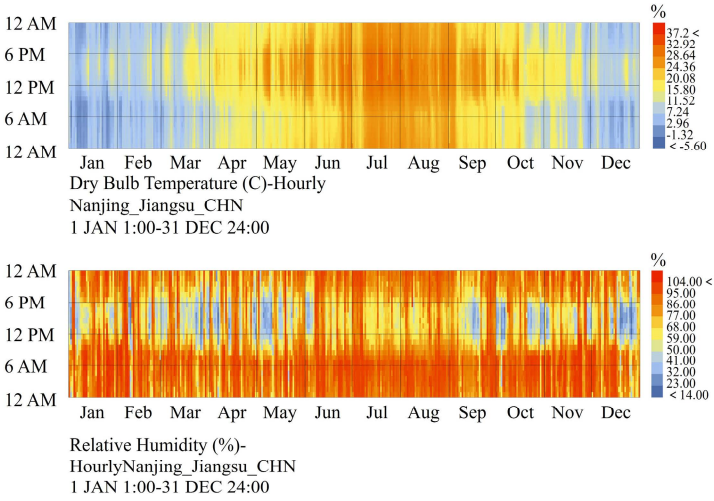 %
12 AM
6 PM
12 PM
6 AM
12 AM
37.2 <
32.92
28.64
24.36
20.08
15.80
11.52
7.24
2.96
-1.32
< -5.60
Jan Feb Mar Apr May Jun Jul Aug Sep Oct Nov Dec
Dry Bulb Temperature (C)-Hourly
Nanjing_Jiangsu_CHN
1 JAN 1:00-31 DEC 24:00
%
12 AM
6 PM
12 PM
6 AM
12 AM
104.00 <
95.00
86.00
77.00
68.00
59.00
50.00
41.00
32.00
23.00
< 14.00
Jan Feb Mar Apr May Jun Jul Aug Sep Oct Nov Dec
Relative Humidity (%)-
HourlyNanjing_Jiangsu_CHN
1 JAN 1:00-31 DEC 24:00